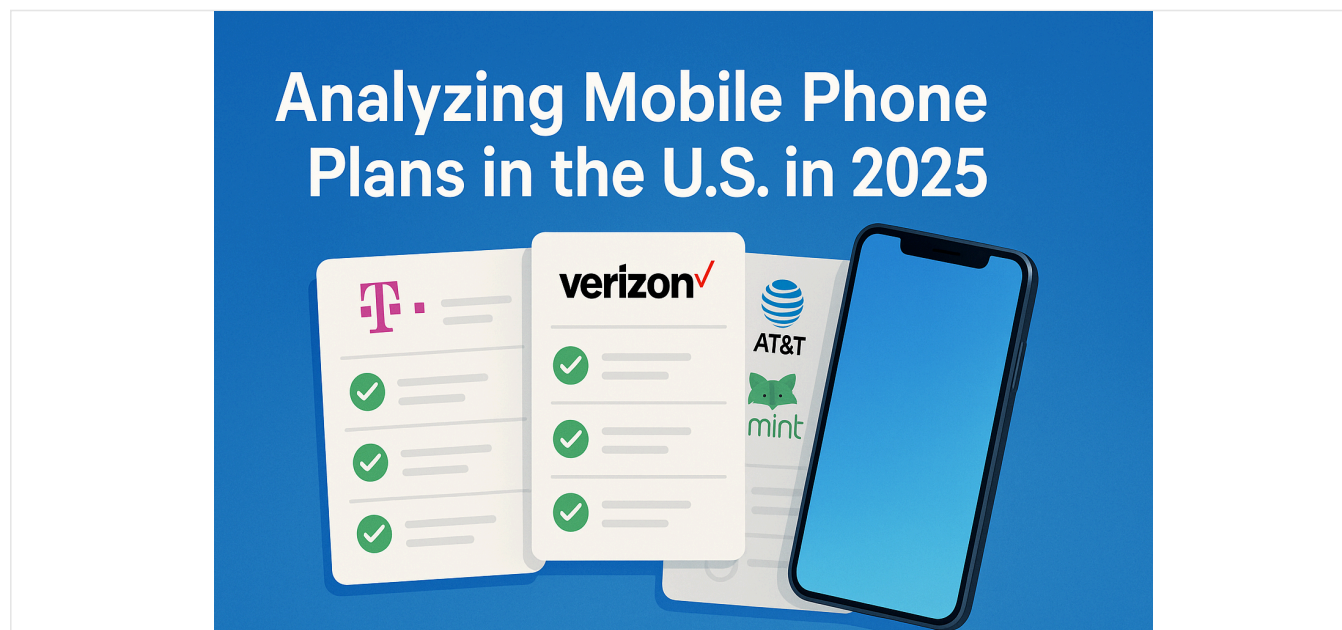 Analyzing Mobile Phone
Plans in the U.S. in 2025
T
verizon
AT&T
mint